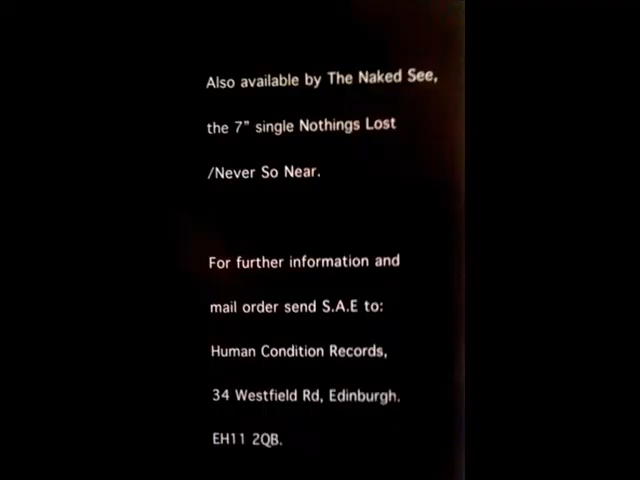 Also available by The Naked See,
the 7" single Nothings Lost
/Never So Near.
For further information and
mail order send S.A.E to:
Human Condition Records,
34 Westfield Rd, Edinburgh.
EH11 2QB.